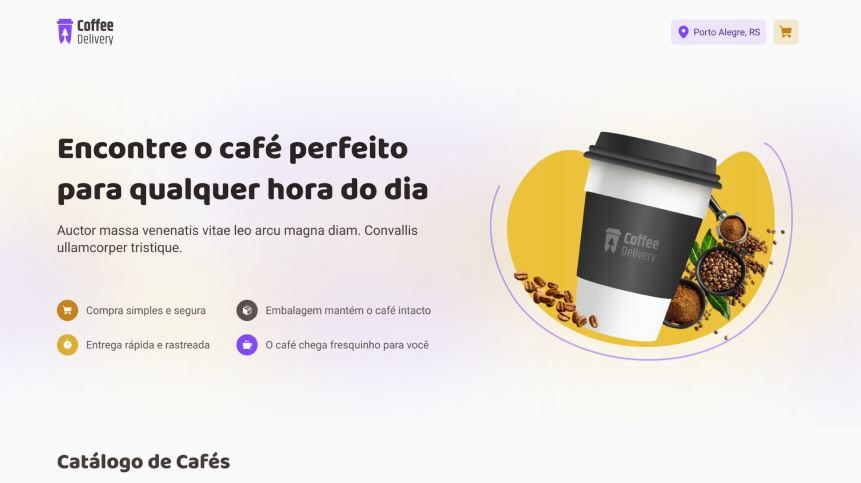 Coffee
Delivery
Porto Alegre, RS
Encontre o café perfeito
para qualquer hora do dia
Auctor massa venenatis vitae leo arcu magna diam. Convallis
ullamcorper tristique.
Compra simples e segura
Embalagem mantém o café intacto
Entrega rápida e rastreada
O café chega fresquinho para você
Coffee
Delivery
Catálogo de Cafés